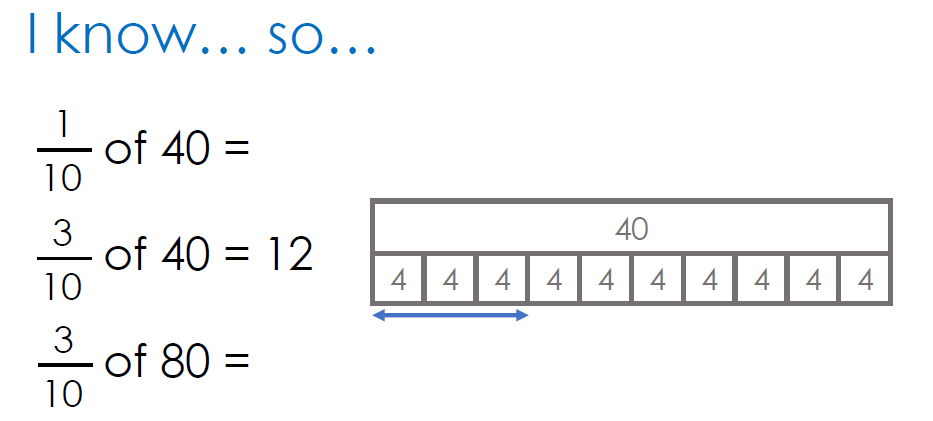 I know... so...
1/10 of 40 =
3/10 of 40 = 12
3/10 of 80 =
40
4 4 4 4 4 4 4 4 4 4